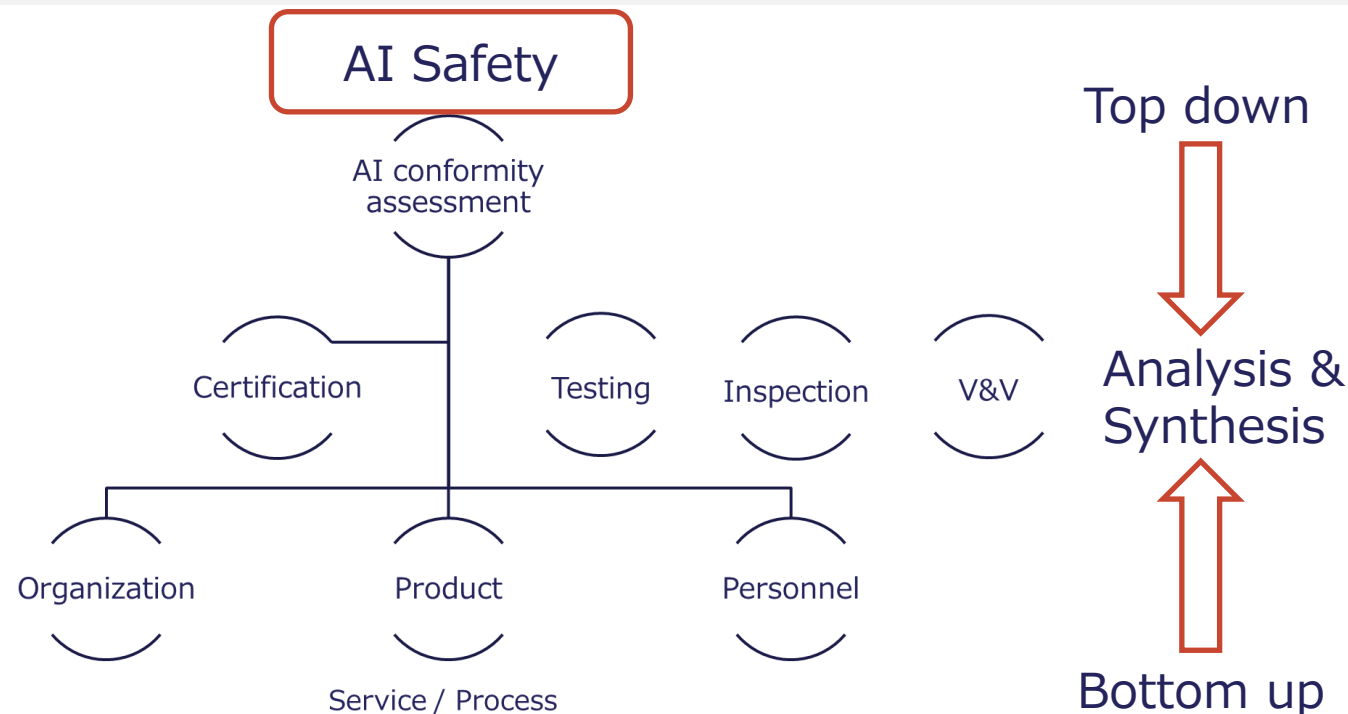 AI Safety
Top down
AI conformity
assessment
Certification
Testing
Inspection
V&V
Analysis &
Synthesis
Organization
Product
Personnel
Service / Process
Bottom up